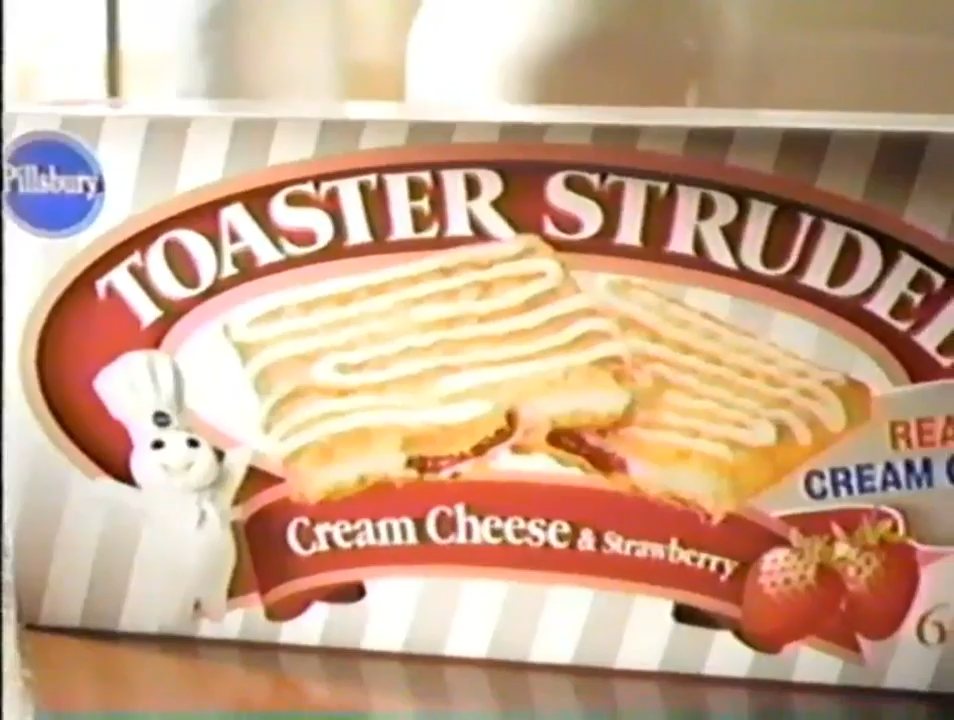 Pillsbury
TOASTER STRUDEL
REA
CREAM C
Cream Cheese & Strawberry
6